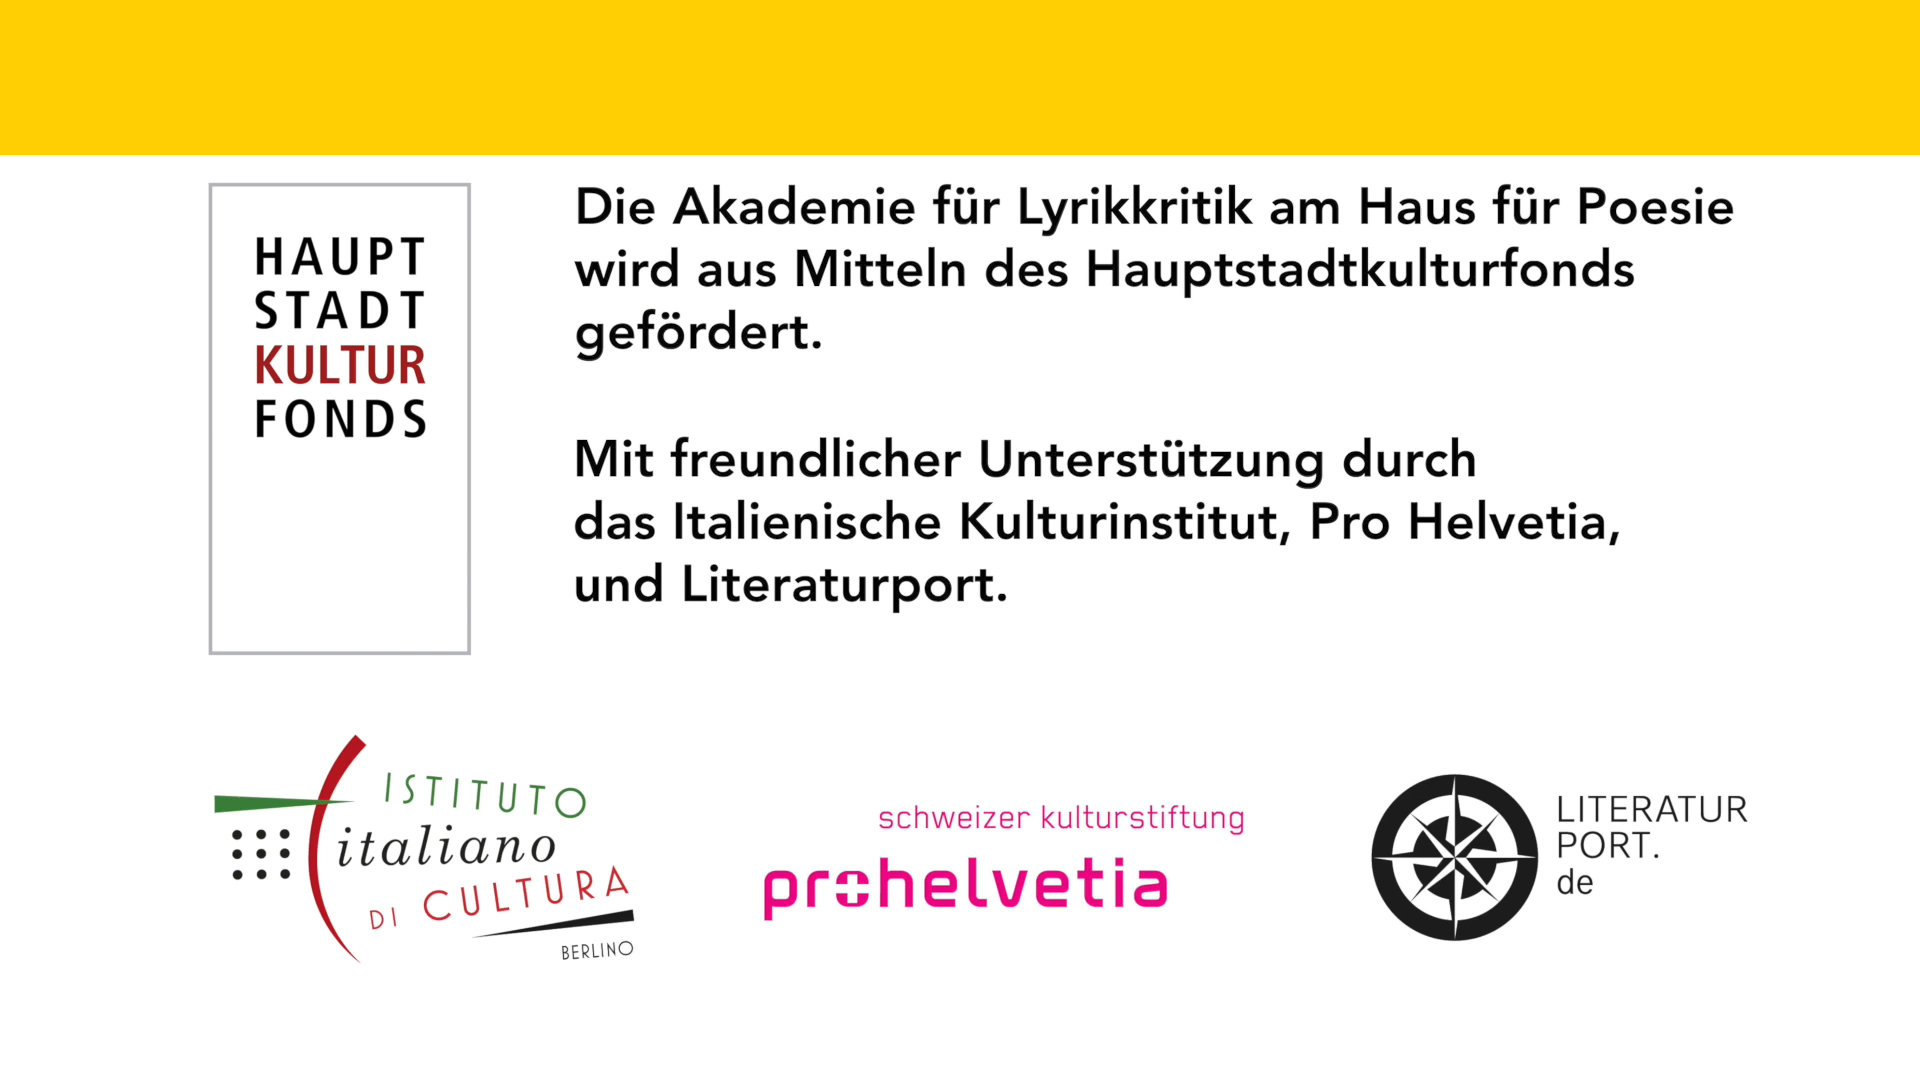 HAUPT
STADT
KULTUR
FONDS
Die Akademie für Lyrikkritik am Haus für Poesie
wird aus Mitteln des Hauptstadtkulturfonds
gefördert.
Mit freundlicher Unterstützung durch
das Italienische Kulturinstitut, Pro Helvetia,
und Literaturport.
ISTITUTO
italiano
DI CULTURA
BERLINO
schweizer kulturstiftung
prohelvetia
LITERATUR
PORT.
de